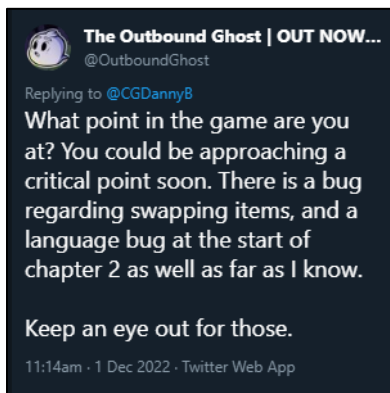 The Outbound Ghost | OUT NOW...
@OutboundGhost
Replying to @CGDannyB
What point in the game are you
at? You could be approaching a
critical point soon. There is a bug
regarding swapping items, and a
language bug at the start of
chapter 2 as well as far as I know.
Keep an eye out for those.
11:14am · 1 Dec 2022 · Twitter Web App